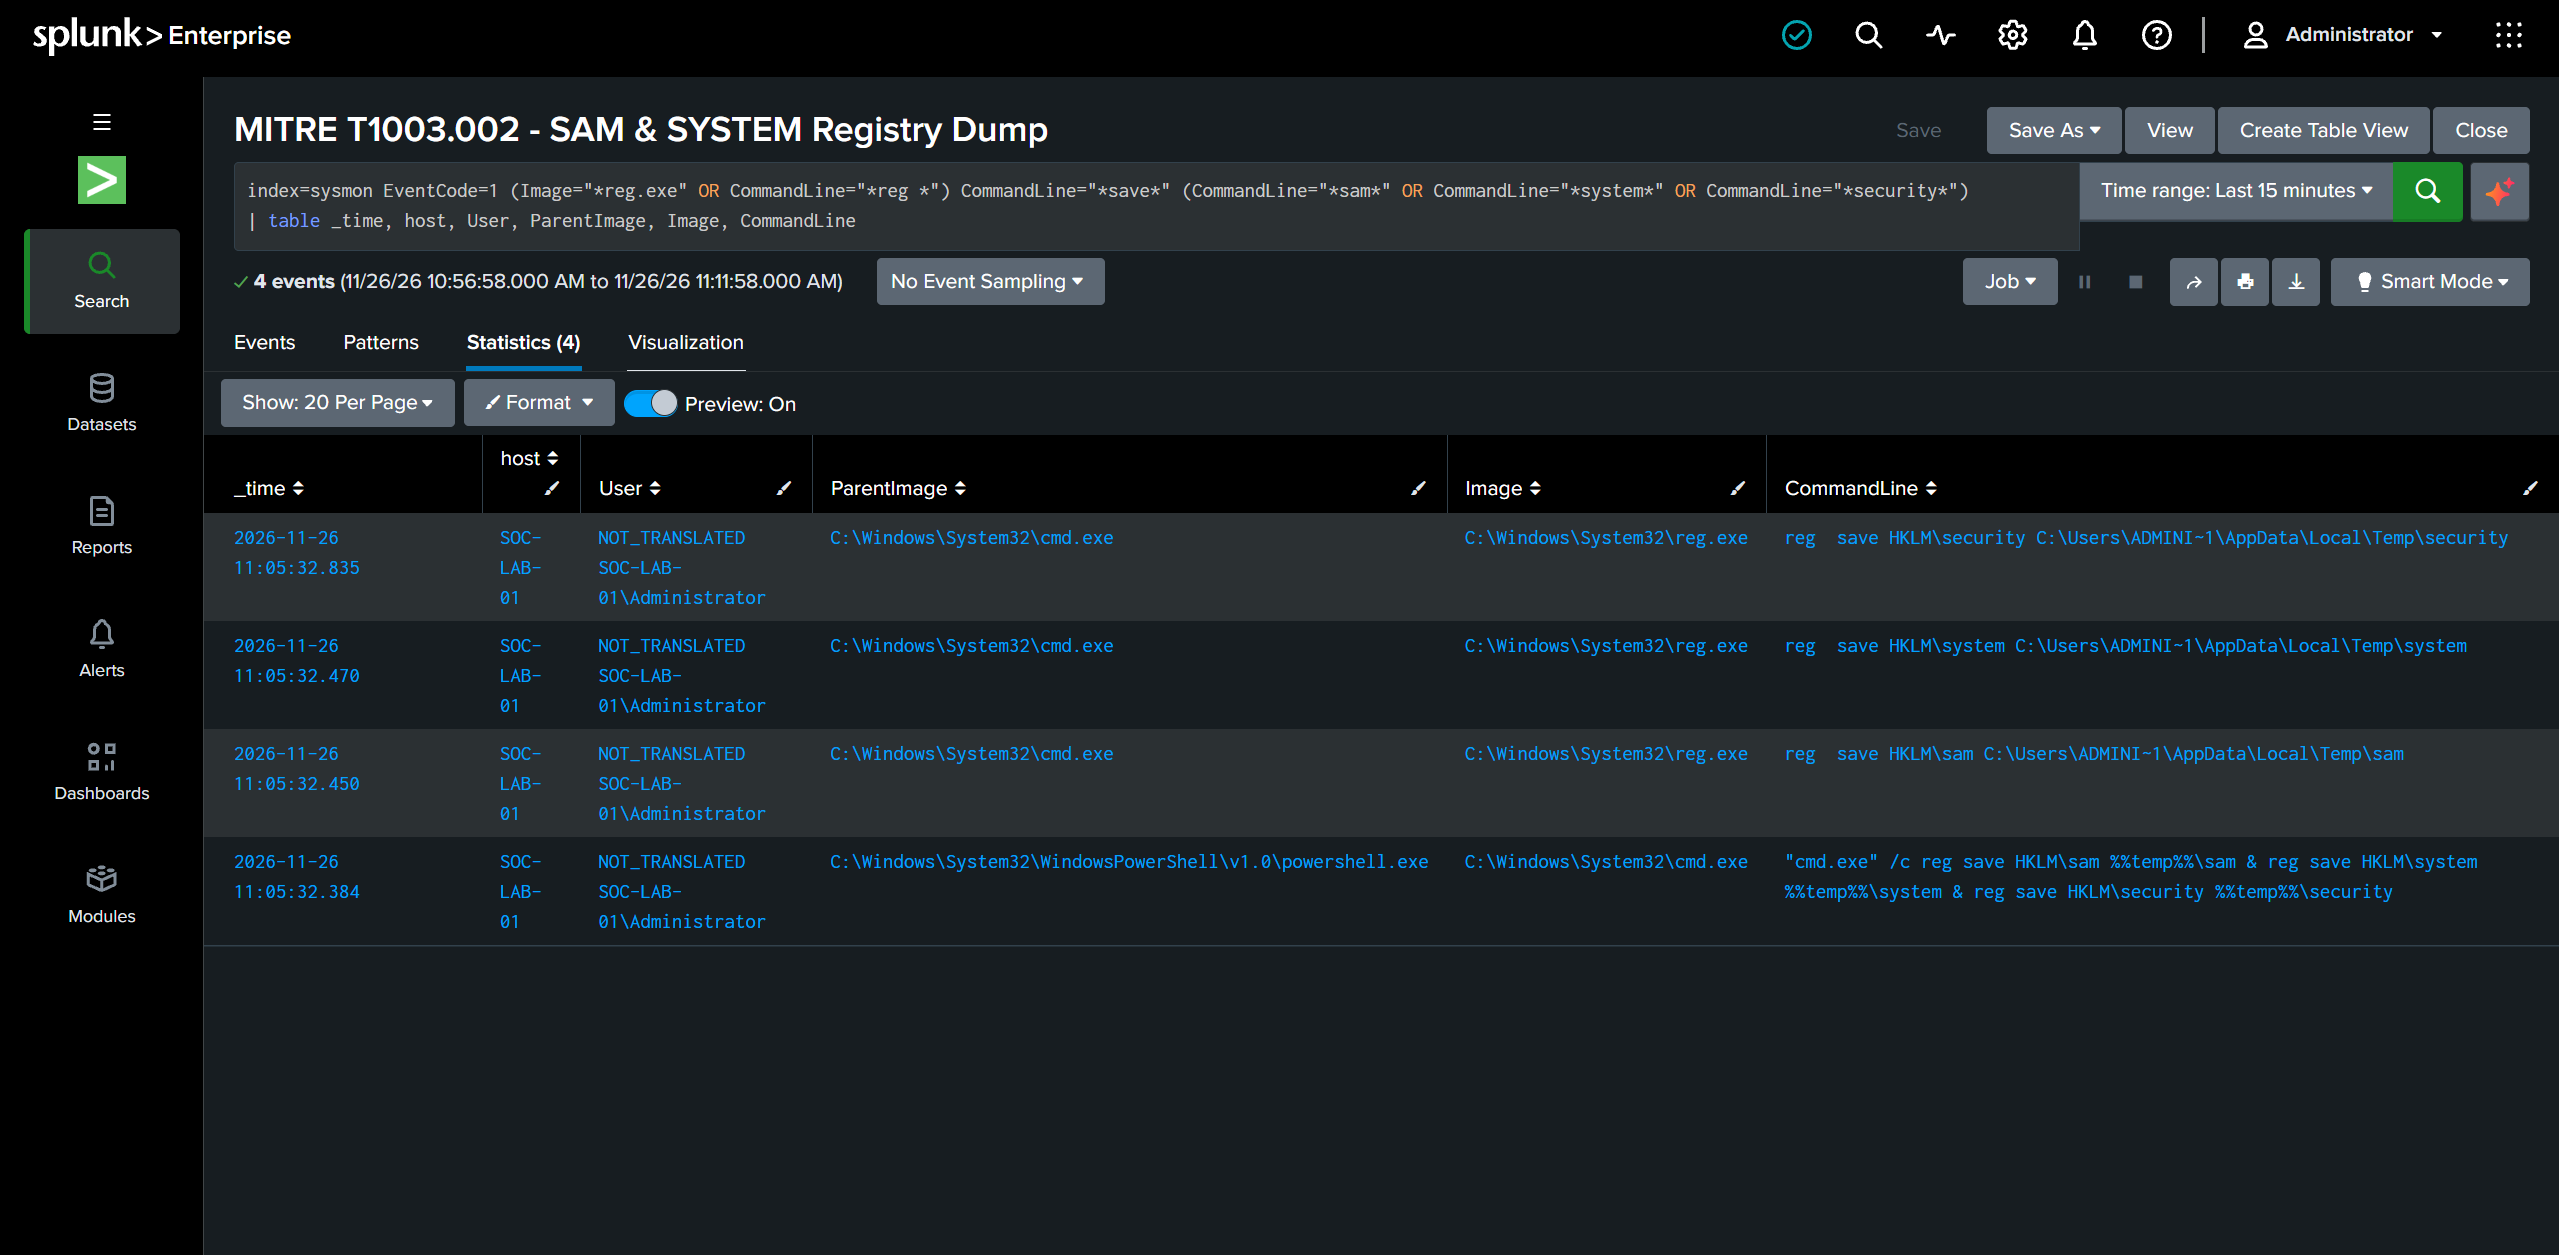 splunk> Enterprise
Administrator
MITRE T1003.002 - SAM & SYSTEM Registry Dump
Save
Save As
View
Create Table View
Close
index=sysmon EventCode=1 (Image="*reg.exe" OR CommandLine="*reg *") CommandLine="*save*" (CommandLine="*sam*" OR CommandLine="*system*" OR CommandLine="*security*")
| table _time, host, User, ParentImage, Image, CommandLine
Time range: Last 15 minutes
4 events (11/26/26 10:56:58.000 AM to 11/26/26 11:11:58.000 AM)
No Event Sampling
Job
Smart Mode
Search
Datasets
Reports
Alerts
Dashboards
Modules
Events
Patterns
Statistics (4)
Visualization
Show: 20 Per Page
Format
Preview: On
_time
host
User
ParentImage
Image
CommandLine
2026-11-26
11:05:32.835
SOC-
LAB-
01
NOT_TRANSLATED
SOC-LAB-
01\Administrator
C:\Windows\System32\cmd.exe
C:\Windows\System32\reg.exe
reg  save HKLM\security C:\Users\ADMINI~1\AppData\Local\Temp\security
2026-11-26
11:05:32.470
SOC-
LAB-
01
NOT_TRANSLATED
SOC-LAB-
01\Administrator
C:\Windows\System32\cmd.exe
C:\Windows\System32\reg.exe
reg  save HKLM\system C:\Users\ADMINI~1\AppData\Local\Temp\system
2026-11-26
11:05:32.450
SOC-
LAB-
01
NOT_TRANSLATED
SOC-LAB-
01\Administrator
C:\Windows\System32\cmd.exe
C:\Windows\System32\reg.exe
reg  save HKLM\sam C:\Users\ADMINI~1\AppData\Local\Temp\sam
2026-11-26
11:05:32.384
SOC-
LAB-
01
NOT_TRANSLATED
SOC-LAB-
01\Administrator
C:\Windows\System32\WindowsPowerShell\v1.0\powershell.exe
C:\Windows\System32\cmd.exe
"cmd.exe" /c reg save HKLM\sam %%temp%%\sam & reg save HKLM\system
%%temp%%\system & reg save HKLM\security %%temp%%\security